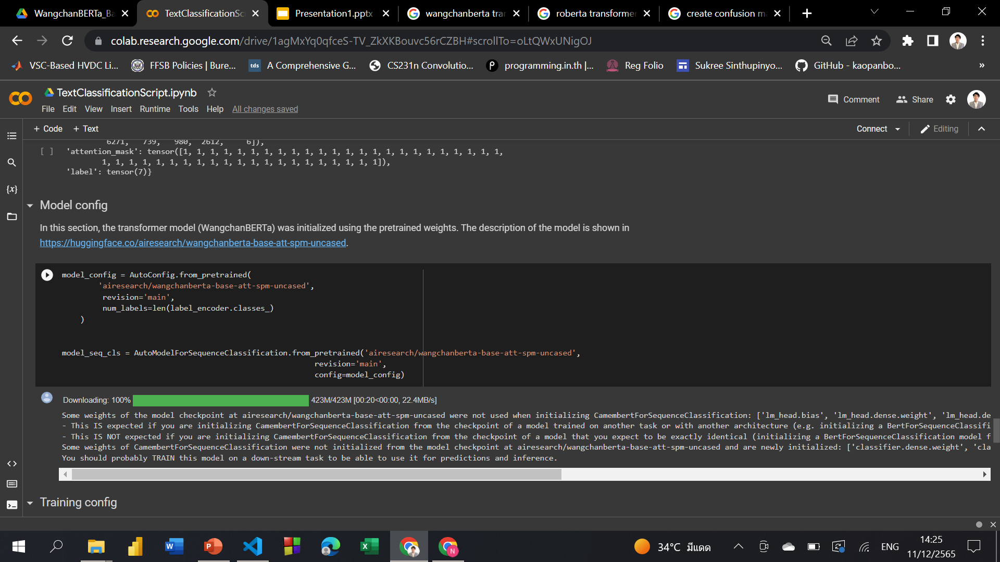 WangchanBERTa_Ba
TextClassificationScr
Presentation1.pptx
wangchanberta trar
roberta transformer
create confusion ma
colab.research.google.com/drive/1agMxYq0qfceS-TV_ZkXKBouvc56rCZBH#scrollTo=oLtQWxUNigOJ
VSC-Based HVDC Li...
FFSB Policies | Bure...
tds
A Comprehensive G...
CS231n Convolutio...
programming.in.th |...
Reg Folio
Sukree Sinthupinyo...
GitHub - kaopanbo...
»
TextClassificationScript.ipynb
Comment
Share
File Edit View Insert Runtime Tools Help All changes saved
+ Code + Text
Connect
Editing
6271, 739, 980, 2612, 6]),
[ ] 'attention_mask': tensor([1, 1, 1, 1, 1, 1, 1, 1, 1, 1, 1, 1, 1, 1, 1, 1, 1, 1, 1, 1, 1, 1, 1, 1,
1, 1, 1, 1, 1, 1, 1, 1, 1, 1, 1, 1, 1, 1, 1, 1, 1, 1, 1, 1, 1]),
'label': tensor(7)}
Model config
In this section, the transformer model (WangchanBERTa) was initialized using the pretrained weights. The description of the model is shown in
https://huggingface.co/airesearch/wangchanberta-base-att-spm-uncased.
model_config = AutoConfig.from_pretrained(
'airesearch/wangchanberta-base-att-spm-uncased',
revision='main',
num_labels=len(label_encoder.classes_)
)
model_seq_cls = AutoModelForSequenceClassification.from_pretrained('airesearch/wangchanberta-base-att-spm-uncased',
revision='main',
config=model_config)
Downloading: 100% 423M/423M [00:20<00:00, 22.4MB/s]
Some weights of the model checkpoint at airesearch/wangchanberta-base-att-spm-uncased were not used when initializing CamembertForSequenceClassification: ['lm_head.bias', 'lm_head.dense.weight', 'lm_head.de
- This IS expected if you are initializing CamembertForSequenceClassification from the checkpoint of a model trained on another task or with another architecture (e.g. initializing a BertForSequenceClassifi
- This IS NOT expected if you are initializing CamembertForSequenceClassification from the checkpoint of a model that you expect to be exactly identical (initializing a BertForSequenceClassification model f
Some weights of CamembertForSequenceClassification were not initialized from the model checkpoint at airesearch/wangchanberta-base-att-spm-uncased and are newly initialized: ['classifier.dense.weight', 'cla
You should probably TRAIN this model on a down-stream task to be able to use it for predictions and inference.
Training config
34°C มีแดด
ENG
14:25
11/12/2565